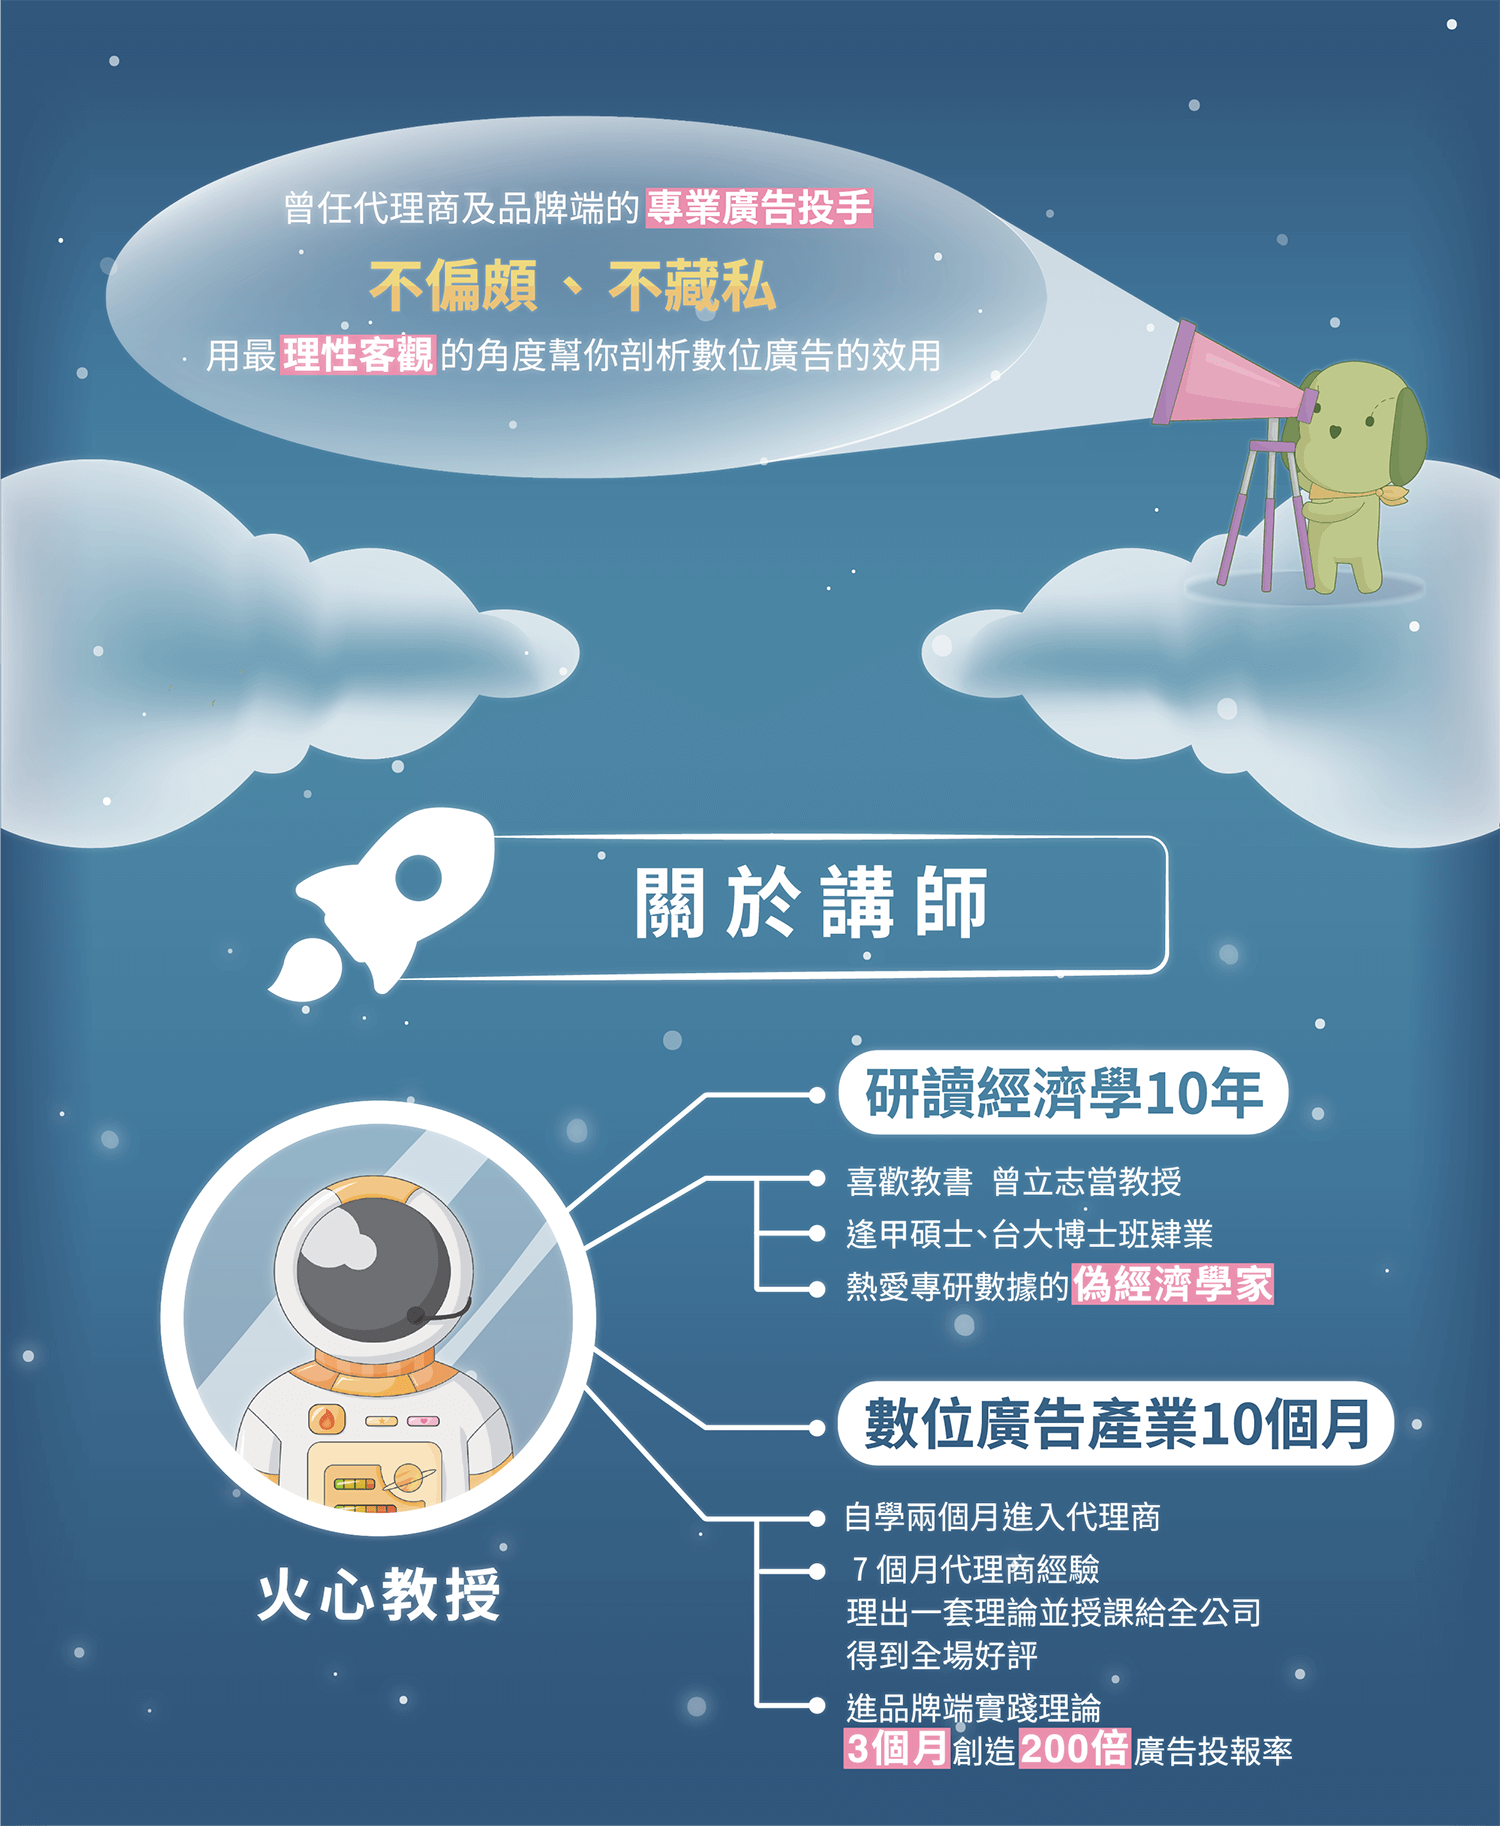 曾任代理商及品牌端的專業廣告投手
不偏頗、不藏私
用最理性客觀的角度幫你剖析數位廣告的效用
關於講師
研讀經濟學10年
喜歡教書 曾立志當教授
逢甲碩士、台大博士班肄業
熱愛專研數據的偽經濟學家
數位廣告產業10個月
自學兩個月進入代理商
7個月代理商經驗
理出一套理論並授課給全公司
得到全場好評
進品牌端實踐理論
3個月創造200倍廣告投報率
火心教授